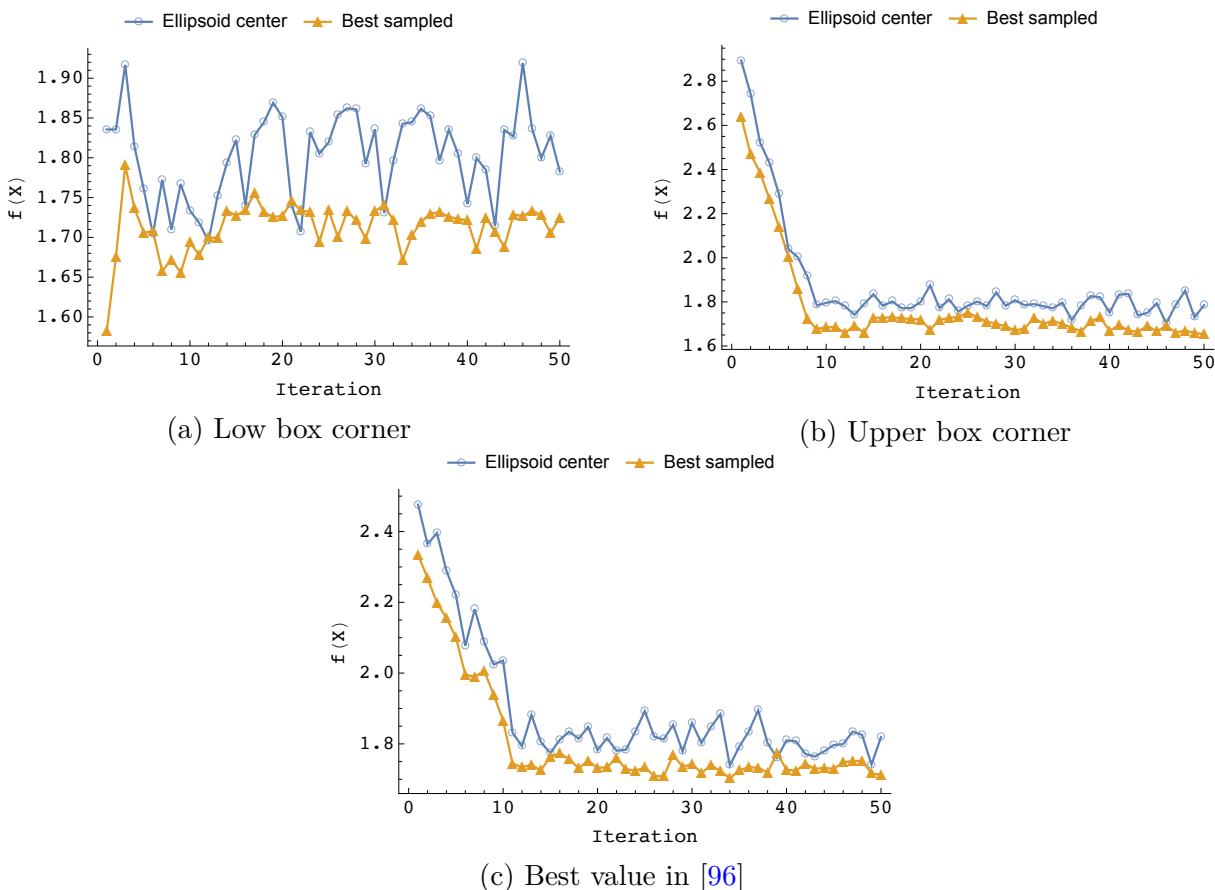 Ellipsoid center Best sampled
1.90
1.85
1.80
1.75
1.70
1.65
1.60
f(X)
0 10 20 30 40 50
Iteration
(a) Low box corner
Ellipsoid center Best sampled
2.8
2.6
2.4
2.2
2.0
1.8
1.6
f(X)
0 10 20 30 40 50
Iteration
(b) Upper box corner
Ellipsoid center Best sampled
2.4
2.2
2.0
1.8
f(X)
0 10 20 30 40 50
Iteration
(c) Best value in [96]